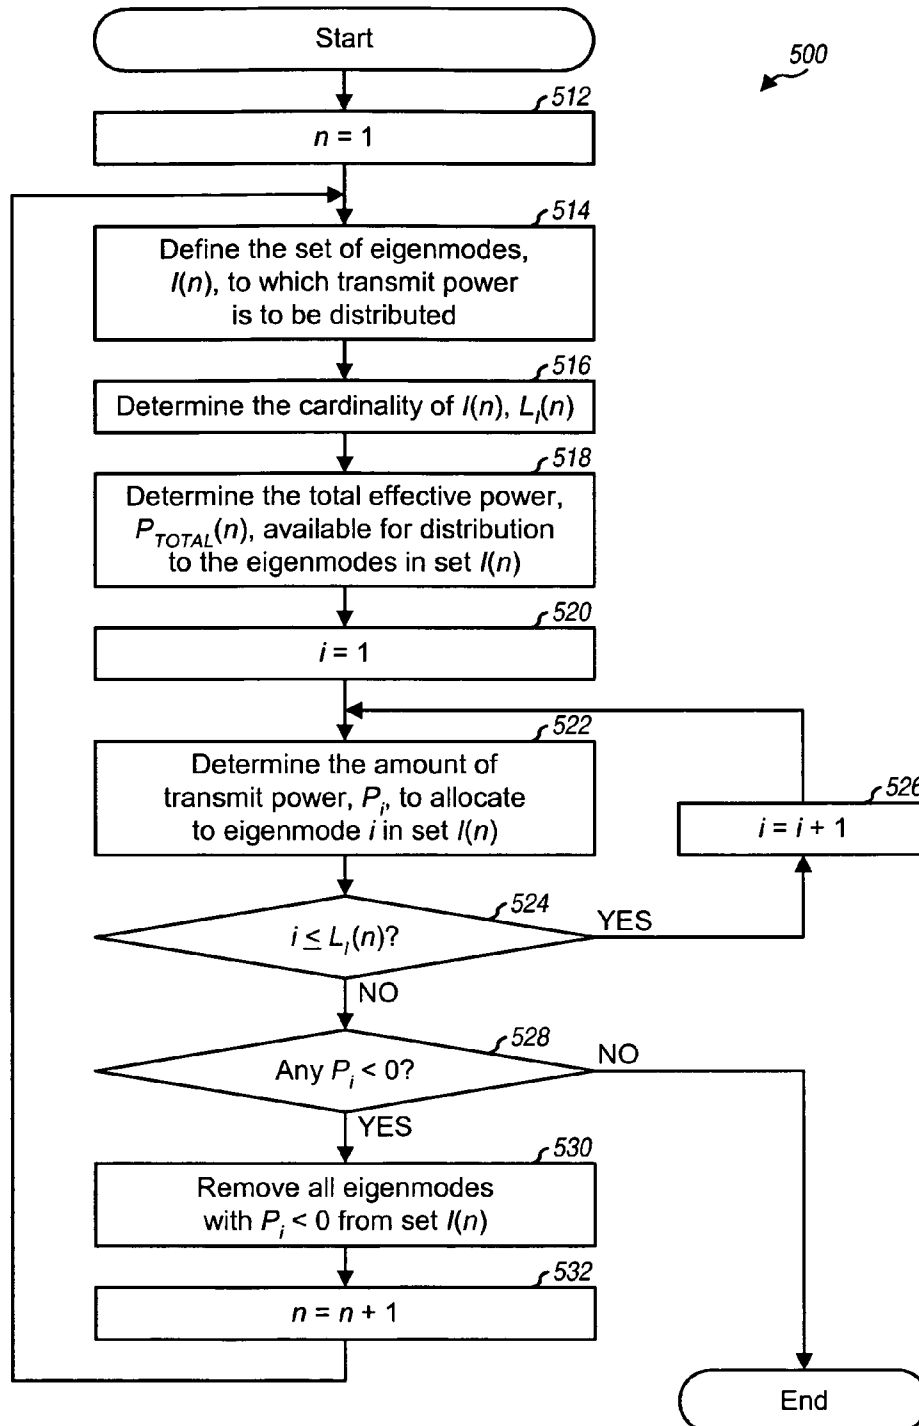 Start
500
512
n = 1
514
Define the set of eigenmodes,
I(n), to which transmit power
is to be distributed
516
Determine the cardinality of I(n), L_I(n)
518
Determine the total effective power,
P_TOTAL(n), available for distribution
to the eigenmodes in set I(n)
520
i = 1
522
Determine the amount of
transmit power, P_i, to allocate
to eigenmode i in set I(n)
526
i = i + 1
524
i ≤ L_I(n)?
YES
NO
528
Any P_i < 0?
NO
YES
530
Remove all eigenmodes
with P_i < 0 from set I(n)
532
n = n + 1
End